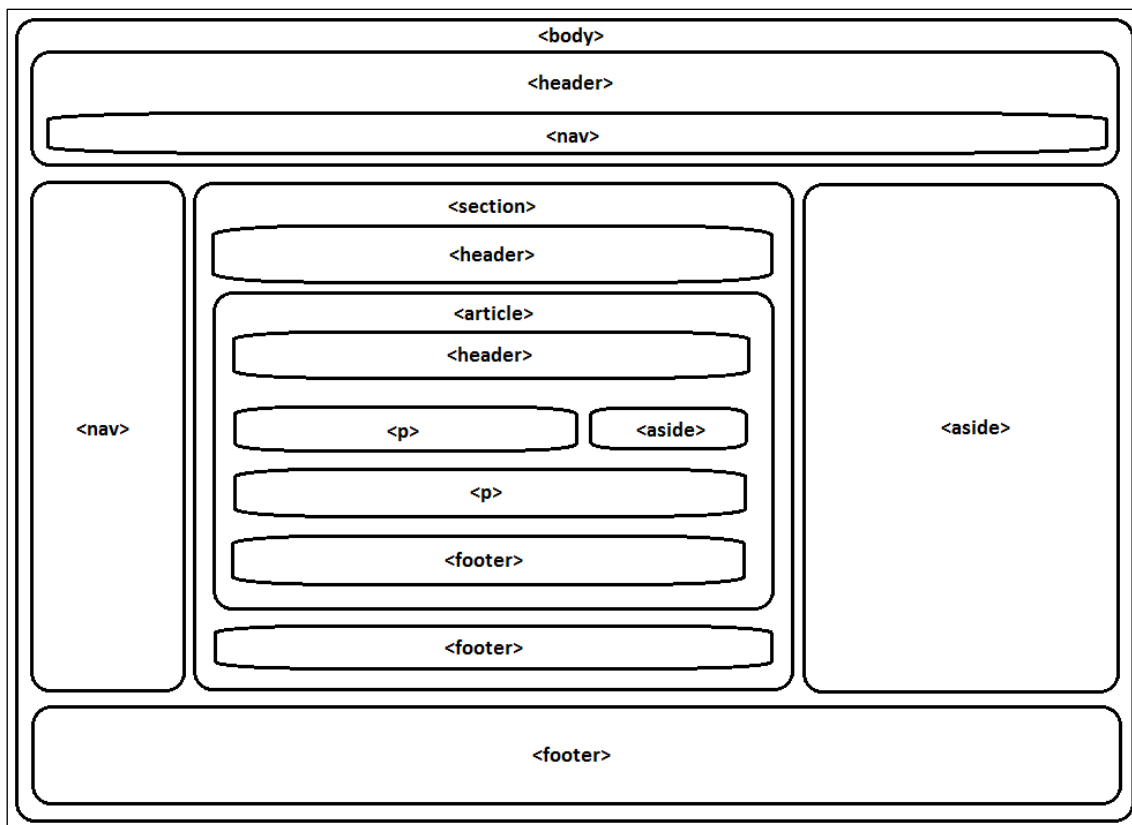 <body>
<header>
<nav>
<nav>
<section>
<header>
<article>
<header>
<p>
<aside>
<p>
<footer>
<footer>
<aside>
<footer>